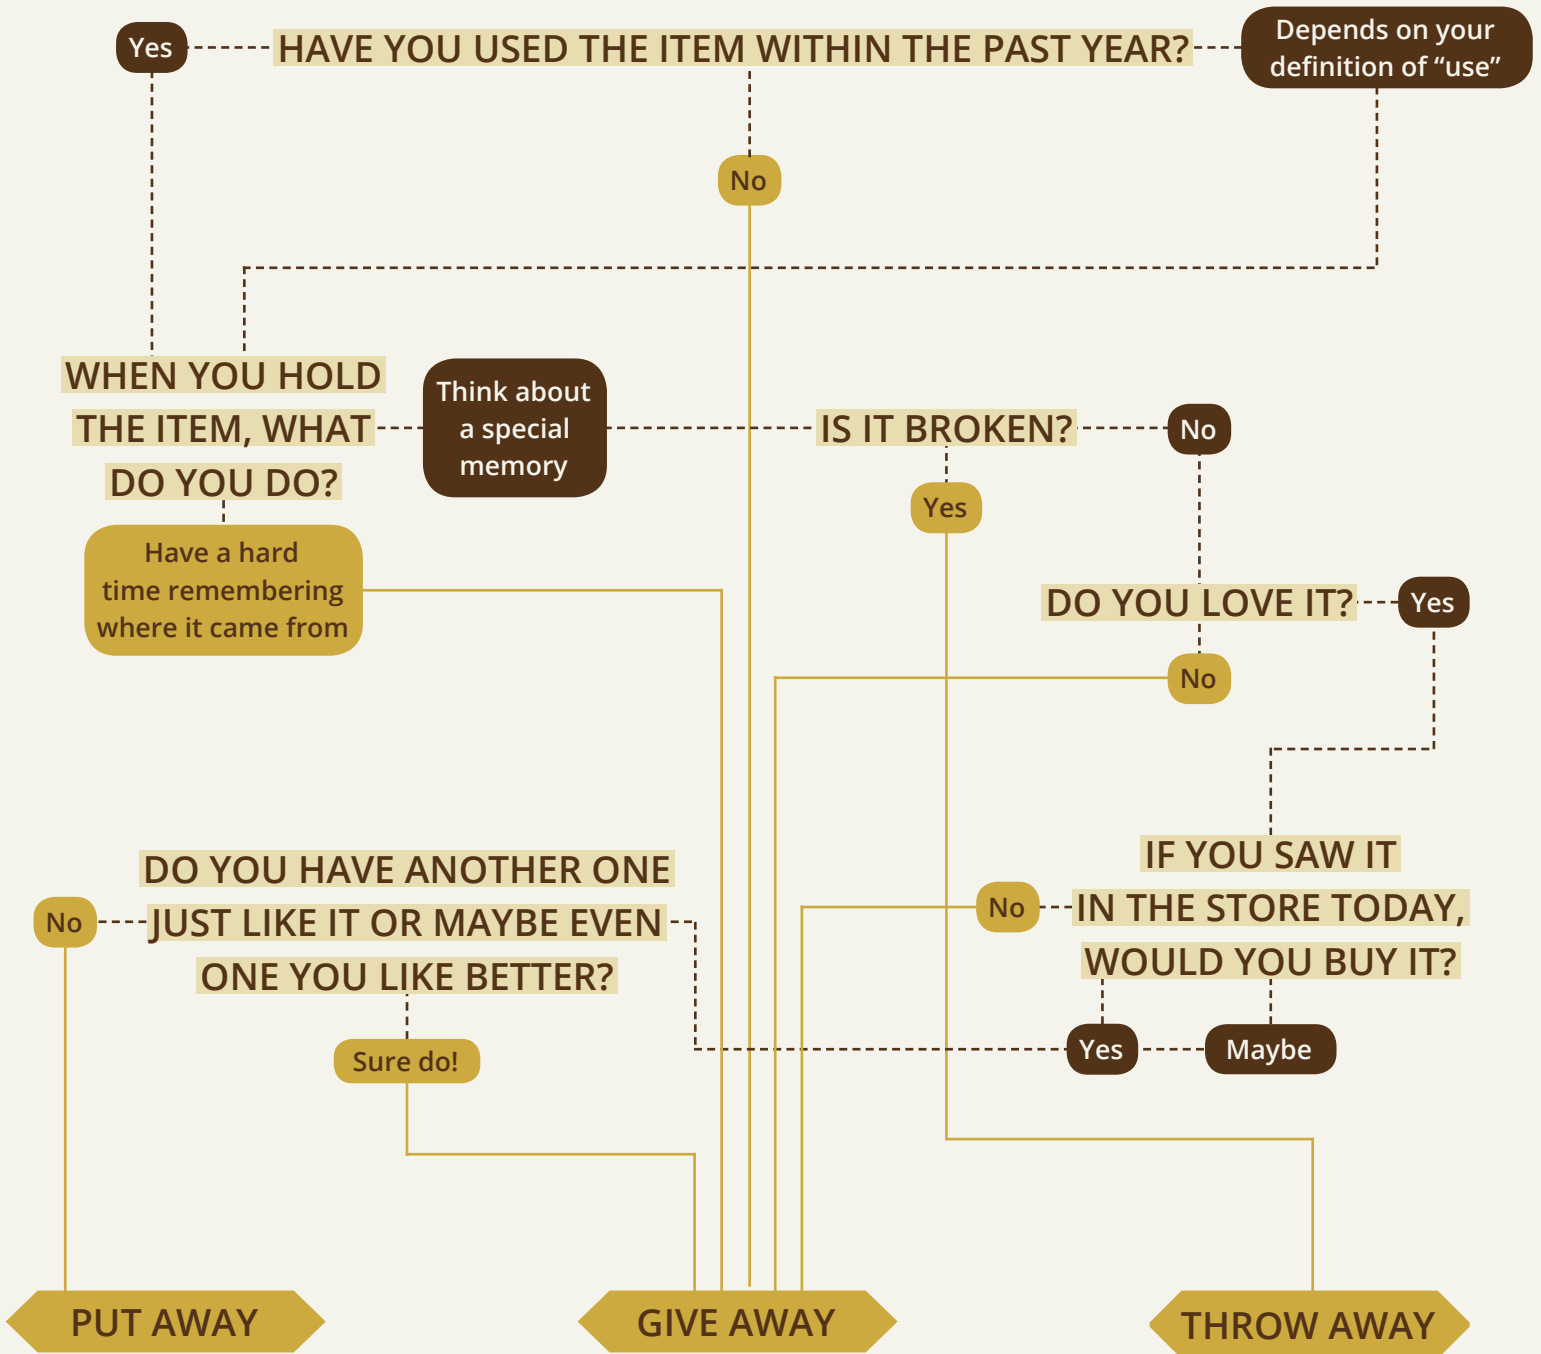 Yes
HAVE YOU USED THE ITEM WITHIN THE PAST YEAR?
Depends on your
definition of “use”
No
WHEN YOU HOLD
THE ITEM, WHAT
DO YOU DO?
Think about
a special
memory
IS IT BROKEN?
No
Yes
Have a hard
time remembering
where it came from
DO YOU LOVE IT?
Yes
No
IF YOU SAW IT
IN THE STORE TODAY,
WOULD YOU BUY IT?
No
Yes
Maybe
DO YOU HAVE ANOTHER ONE
JUST LIKE IT OR MAYBE EVEN
ONE YOU LIKE BETTER?
No
Sure do!
PUT AWAY
GIVE AWAY
THROW AWAY